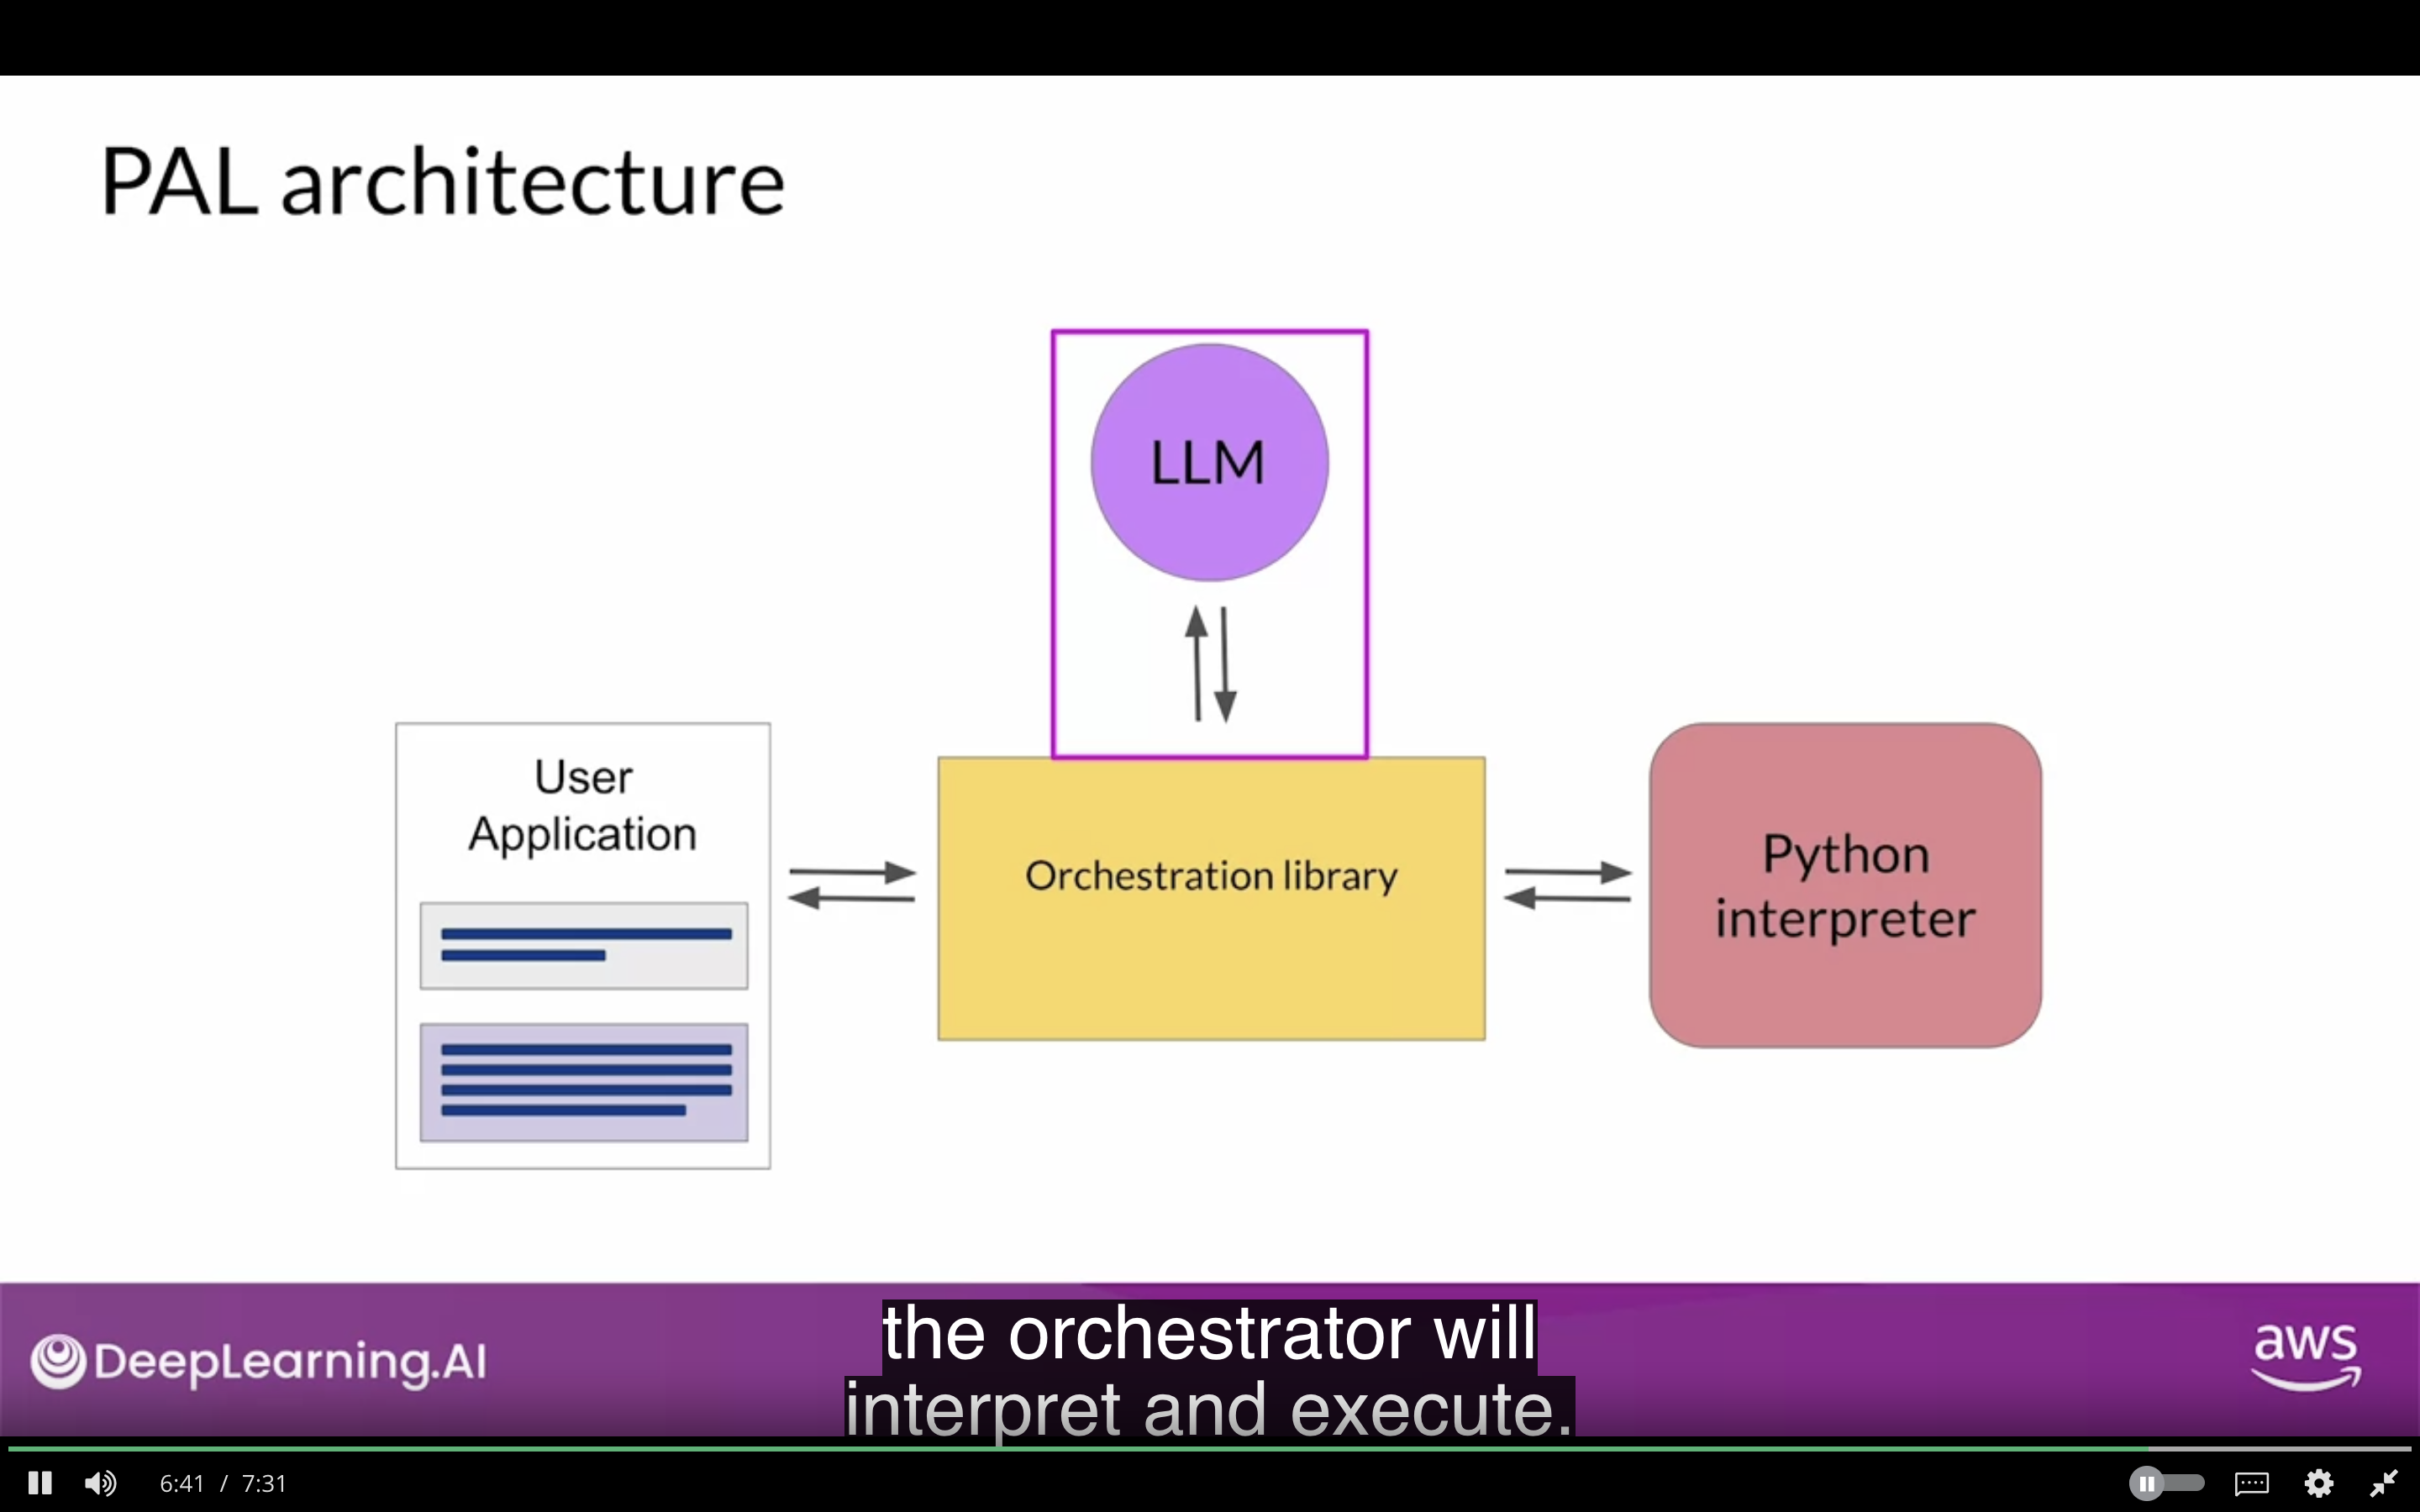 PAL architecture
LLM
User
Application
Orchestration library
Python
interpreter
DeepLearning.AI
the orchestrator will
interpret and execute.
aws
6:41 / 7:31